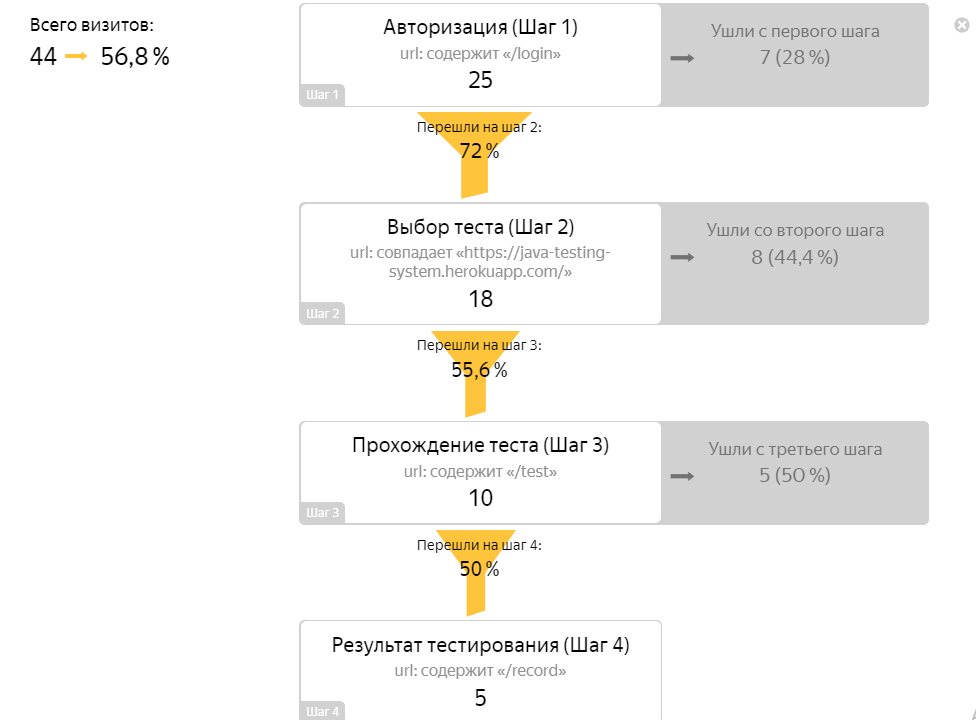 Всего визитов:
44 56,8 %
Авторизация (Шаг 1)
url: содержит «/login»
25
Шаг 1
Ушли с первого шага
7 (28 %)
Перешли на шаг 2:
72 %
Выбор теста (Шаг 2)
url: совпадает «https://java-testing-
system.herokuapp.com/»
18
Шаг 2
Ушли со второго шага
8 (44,4 %)
Перешли на шаг 3:
55,6 %
Прохождение теста (Шаг 3)
url: содержит «/test»
10
Шаг 3
Ушли с третьего шага
5 (50 %)
Перешли на шаг 4:
50 %
Результат тестирования (Шаг 4)
url: содержит «/record»
5
Шаг 4